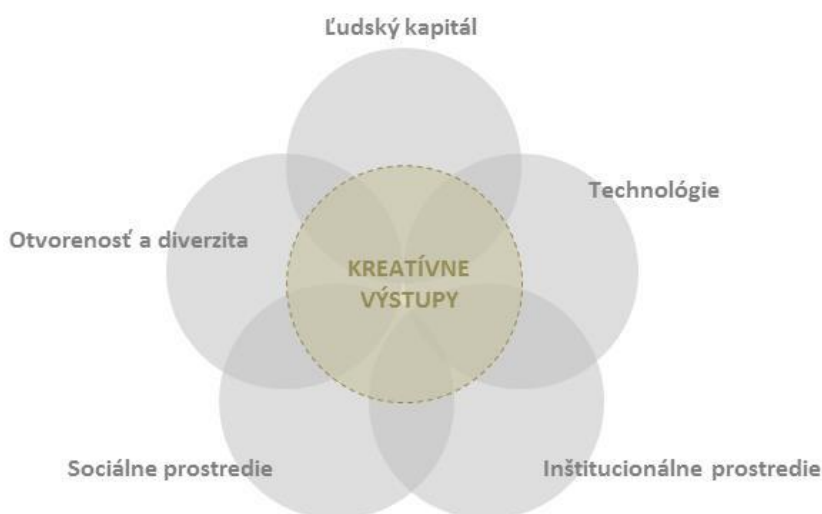 Ľudský kapitál
Technológie
Otvorenosť a diverzita
KREATÍVNE
VÝSTUPY
Sociálne prostredie
Inštitucionálne prostredie